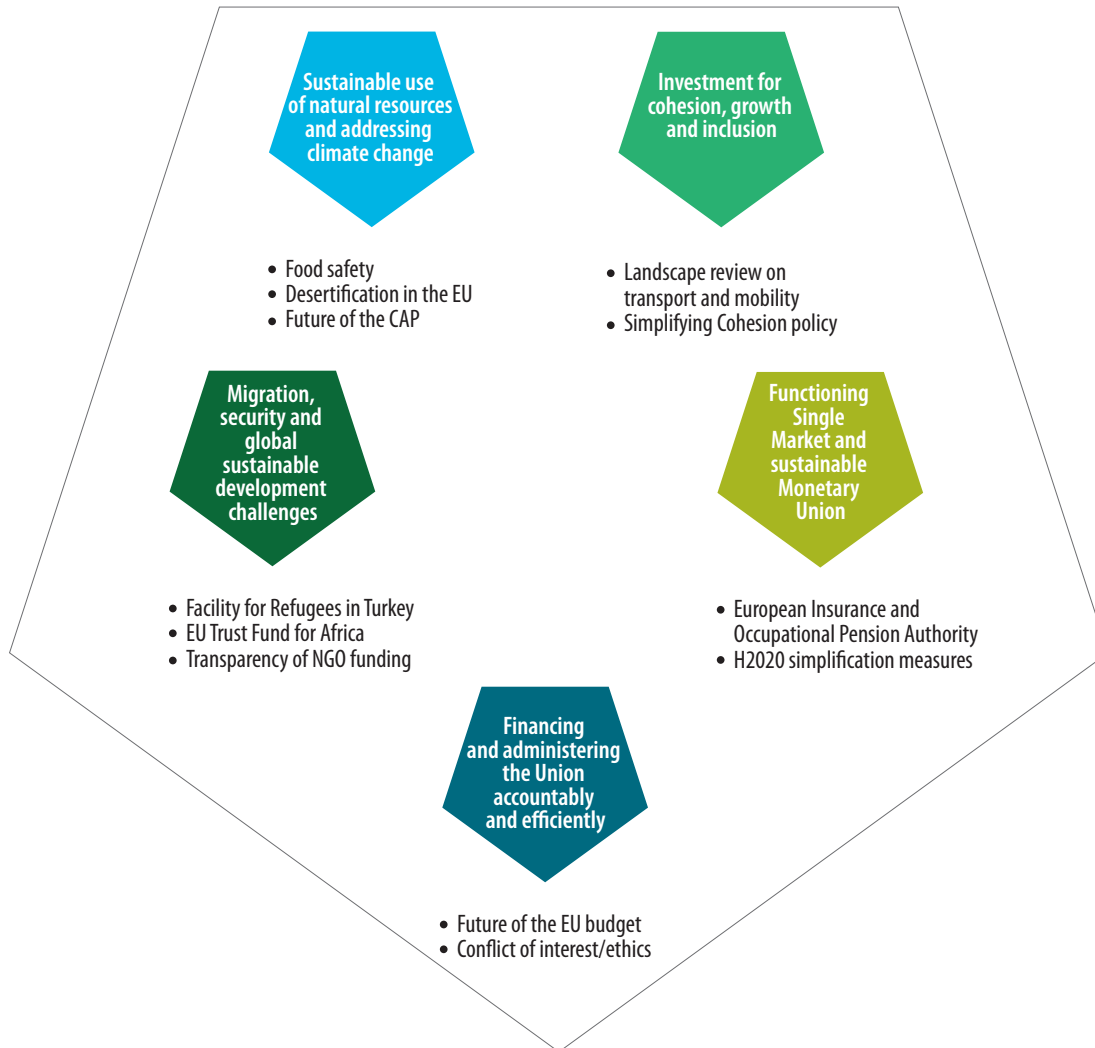 Sustainable use
of natural resources
and addressing
climate change
• Food safety
• Desertification in the EU
• Future of the CAP
Investment for
cohesion, growth
and inclusion
• Landscape review on
transport and mobility
• Simplifying Cohesion policy
Migration,
security and
global
sustainable
development
challenges
• Facility for Refugees in Turkey
• EU Trust Fund for Africa
• Transparency of NGO funding
Functioning
Single
Market and
sustainable
Monetary
Union
• European Insurance and
Occupational Pension Authority
• H2020 simplification measures
Financing
and administering
the Union
accountably
and efficiently
• Future of the EU budget
• Conflict of interest/ethics